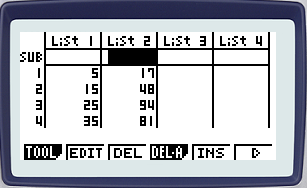 LiSt 1 LiSt 2 LiSt 3 LiSt 4
SUB
1 5 17
2 15 48
3 25 94
4 35 81
TOOL EDIT DEL DEL·A INS ▷